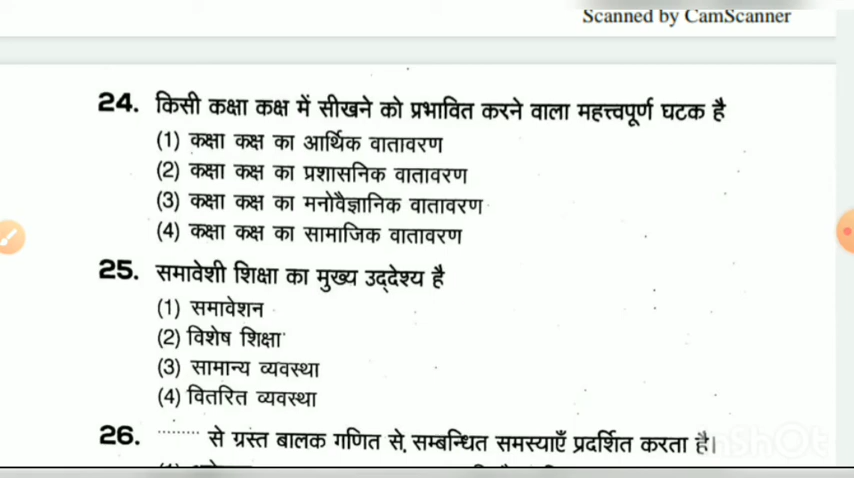 Scanned by CamScanner
24. किसी कक्षा कक्ष में सीखने को प्रभावित करने वाला महत्त्वपूर्ण घटक है
(1) कक्षा कक्ष का आर्थिक वातावरण
(2) कक्षा कक्ष का प्रशासनिक वातावरण
(3) कक्षा कक्ष का मनोवैज्ञानिक वातावरण
(4) कक्षा कक्ष का सामाजिक वातावरण
25. समावेशी शिक्षा का मुख्य उद्देश्य है
(1) समावेशन
(2) विशेष शिक्षा
(3) सामान्य व्यवस्था
(4) वितरित व्यवस्था
26. ........ से ग्रस्त बालक गणित से सम्बन्धित समस्याएँ प्रदर्शित करता है।